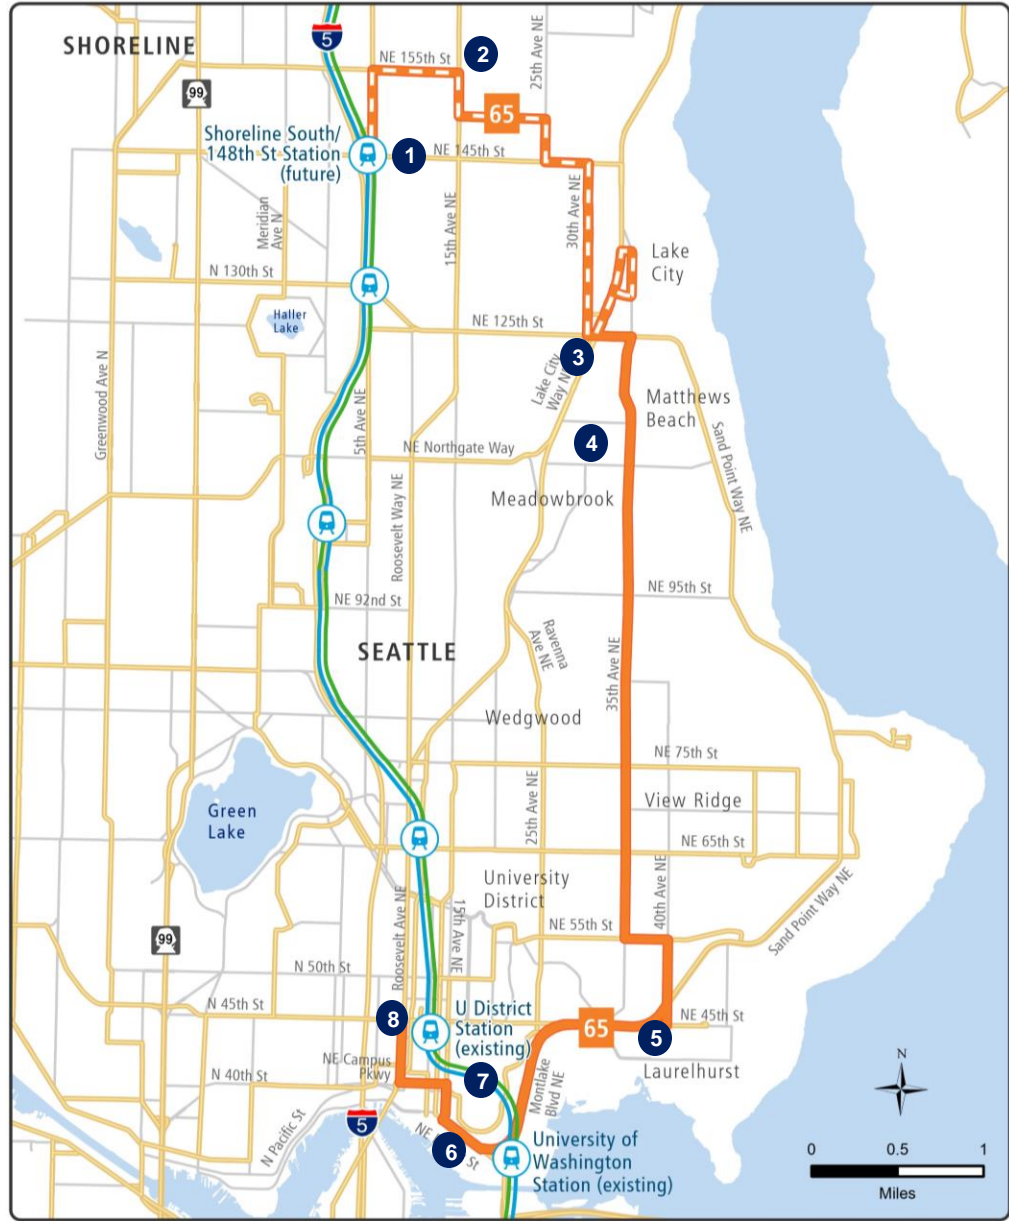 SHORELINE
5
NE 155th St
2
25th Ave NE
99
65
Shoreline South/
148th St Station
(future)
1
NE 145th St
Meridian
Ave N
15th Ave NE
30th Ave NE
Lake
City
N 130th St
Haller
Lake
NE 125th St
3
Lake City
Way NE
Greenwood Ave N
5th Ave NE
Matthews
Beach
4
NE Northgate Way
Sand Point Way NE
Roosevelt Way NE
Meadowbrook
NE 95th St
NE 92nd St
Ravenna
Ave NE
SEATTLE
35th Ave NE
Wedgwood
NE 75th St
Green
Lake
25th Ave NE
View Ridge
NE 65th St
University
District
40th Ave NE
Roosevelt Ave NE
15th Ave NE
Sand Point Way NE
NE 55th St
99
N 50th St
N 45th St
8
U District
Station
(existing)
65
NE 45th St
5
NE Campus
Pkwy
N 40th St
7
Montlake
Blvd NE
Laurelhurst
N Pacific St
5
NE
St
6
University of
Washington
Station (existing)
N
0 0.5 1
Miles